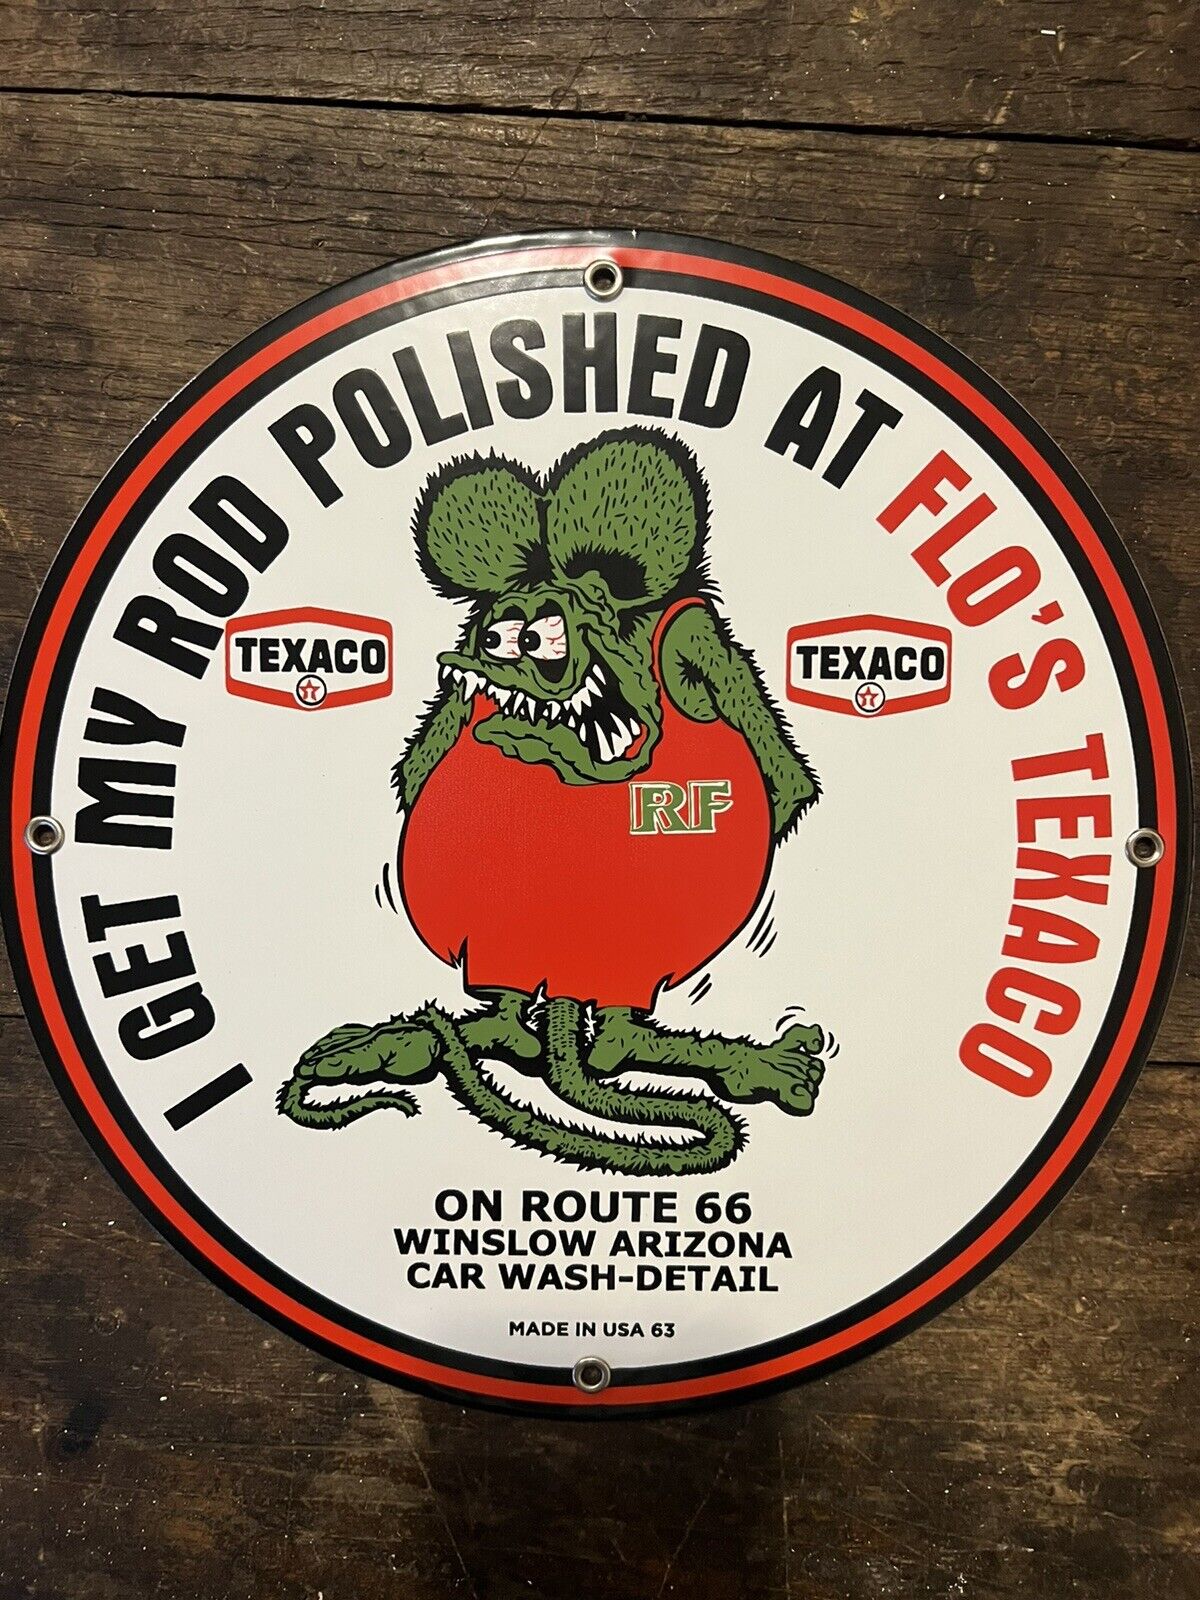 I GET MY ROD POLISHED AT FLO'S TEXACO
TEXACO
T
TEXACO
T
RF
ON ROUTE 66
WINSLOW ARIZONA
CAR WASH-DETAIL
MADE IN USA 63